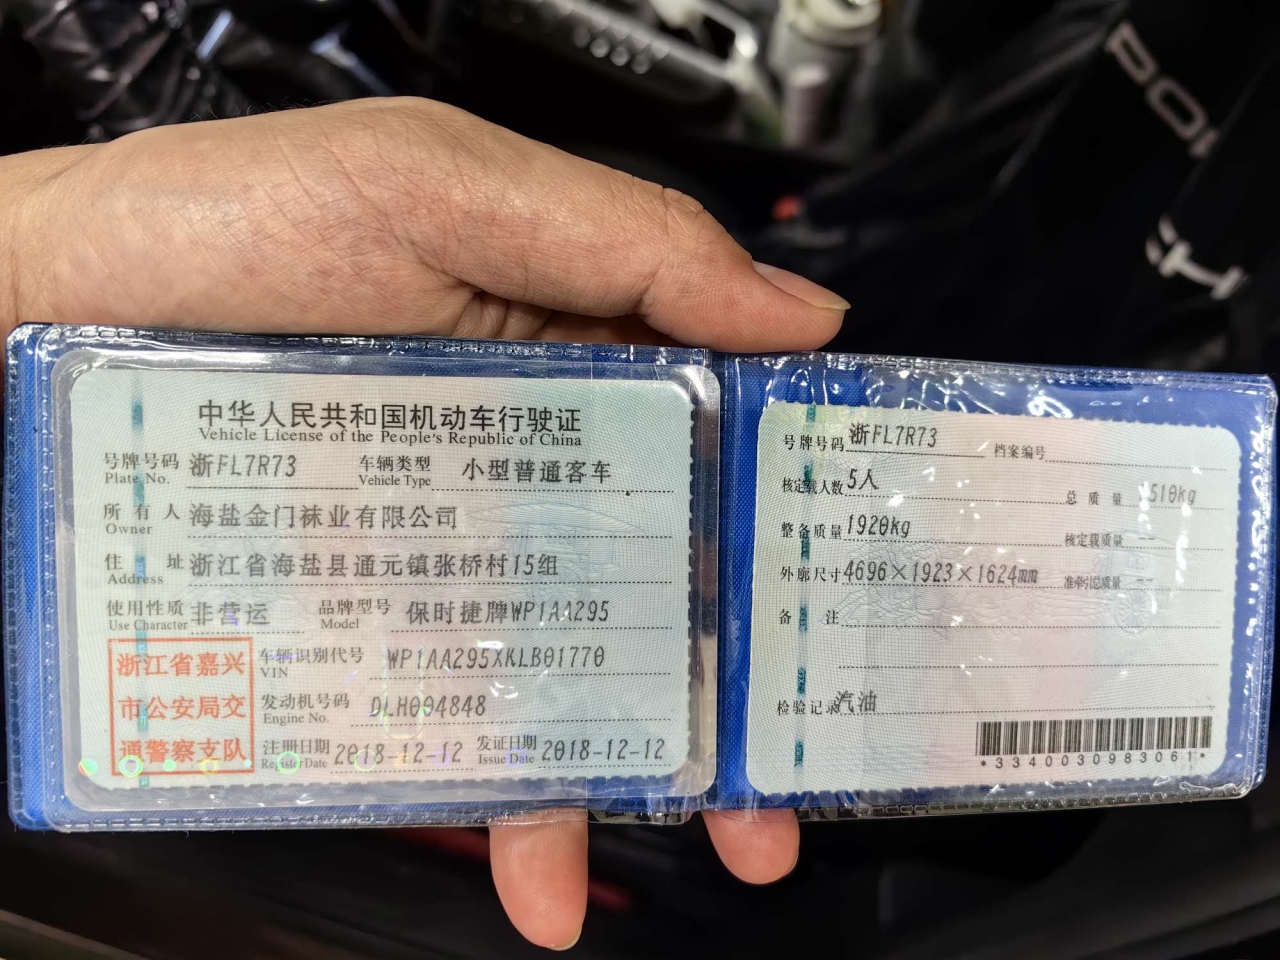 中华人民共和国机动车行驶证
Vehicle License of the People's Republic of China
号牌号码 浙FL7R73 车辆类型 小型普通客车
Plate No. Vehicle Type
所有人 海盐金门袜业有限公司
Owner
住址 浙江省海盐县通元镇张桥村15组
Address
使用性质 非营运 品牌型号 保时捷牌WP1AA295
Use Character Model
浙江省嘉兴
市公安局交
通警察支队
车辆识别代号 WP1AA295XKLB01770
VIN
发动机号码 DLH094848
Engine No.
注册日期 2018-12-12 发证日期 2018-12-12
Register Date Issue Date
号牌号码 浙FL7R73 档案编号
核定载人数 5人 总质量 510kg
整备质量 1920kg 核定载质量 --
外廓尺寸 4696×1923×1624mm 准牵引总质量 --
备注
检验记录 汽油
*3340030983061*